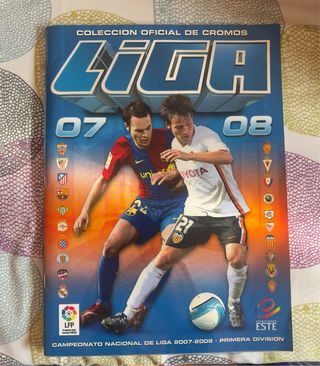 COLECCION OFICIAL DE CROMOS
LIGA
07 08
unicef
TOYOTA
21
LFP
ESTE
CAMPEONATO NACIONAL DE LIGA 2007-2008 - PRIMERA DIVISION